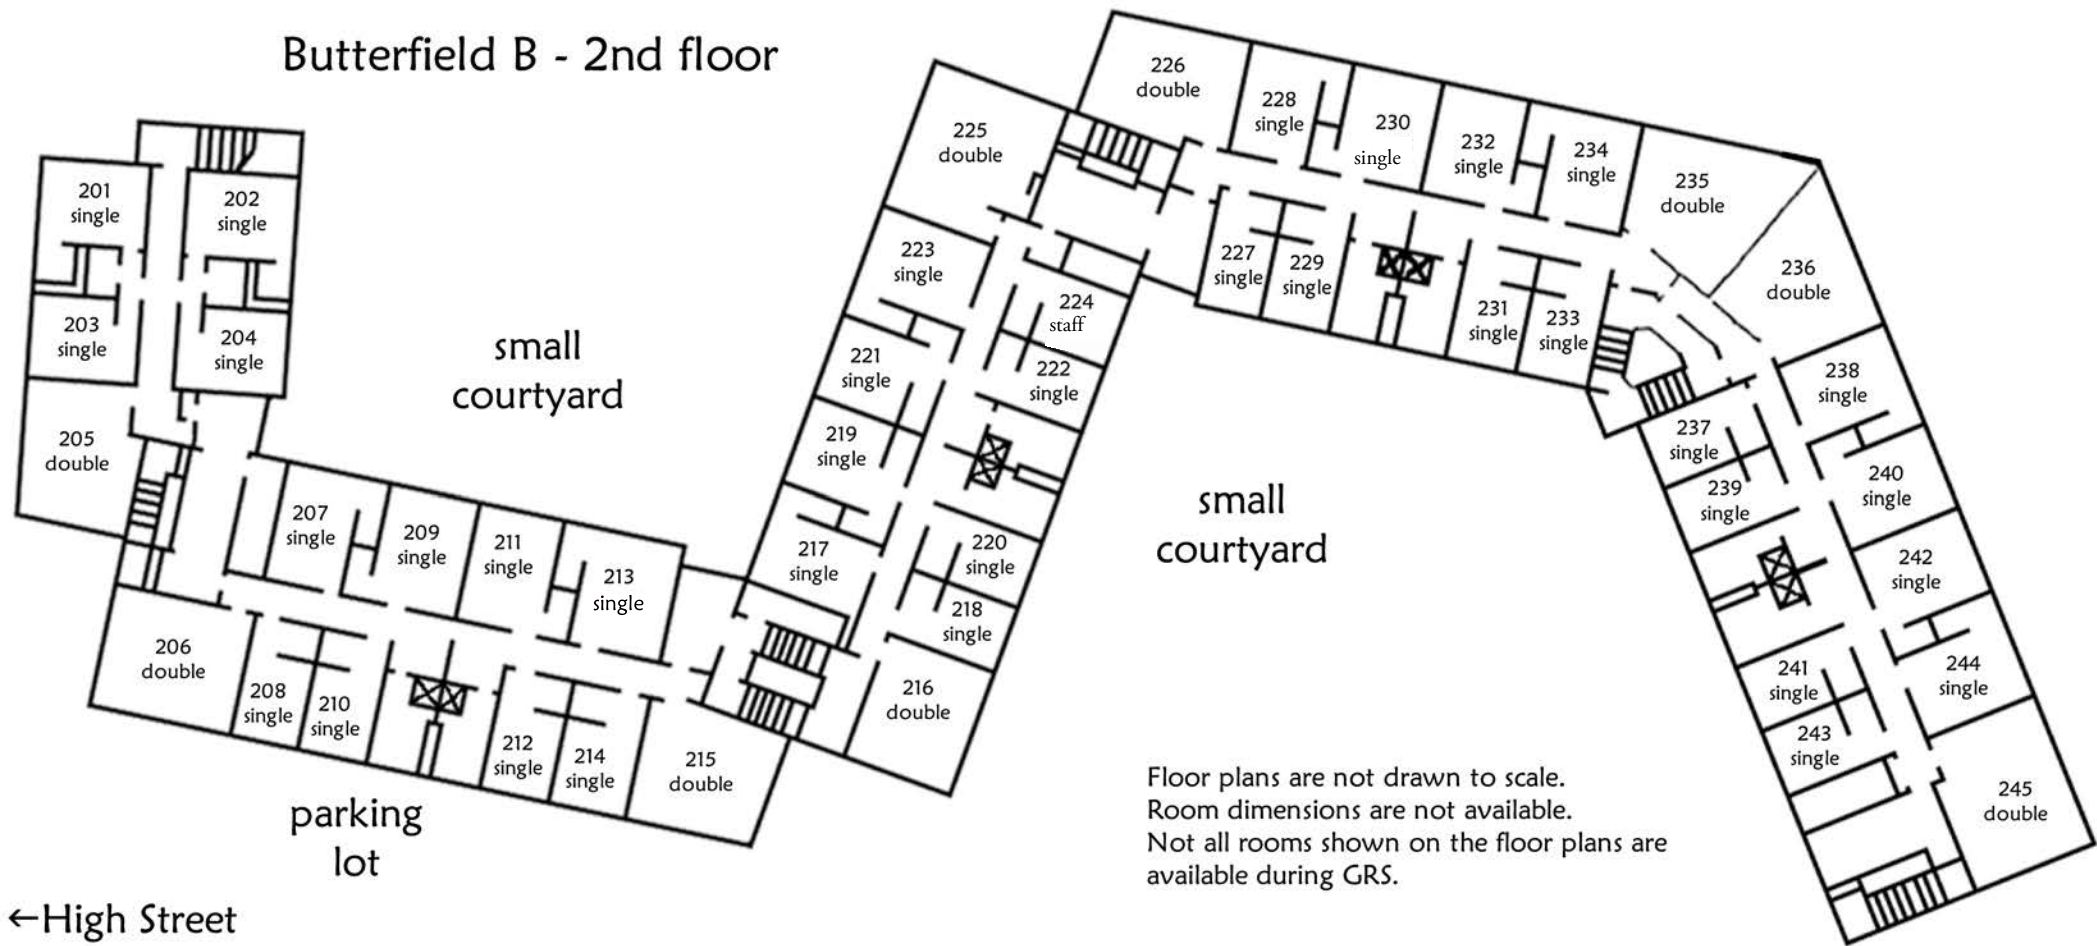 Butterfield B - 2nd floor
201
single
202
single
203
single
204
single
205
double
206
double
207
single
208
single
209
single
210
single
211
single
212
single
213
single
214
single
215
double
216
double
217
single
218
single
219
single
220
single
221
single
222
single
223
single
224
staff
225
double
226
double
227
single
228
single
229
single
230
single
231
single
232
single
233
single
234
single
235
double
236
double
237
single
238
single
239
single
240
single
241
single
242
single
243
single
244
single
245
double
small
courtyard
small
courtyard
parking
lot
Floor plans are not drawn to scale.
Room dimensions are not available.
Not all rooms shown on the floor plans are
available during GRS.
←High Street